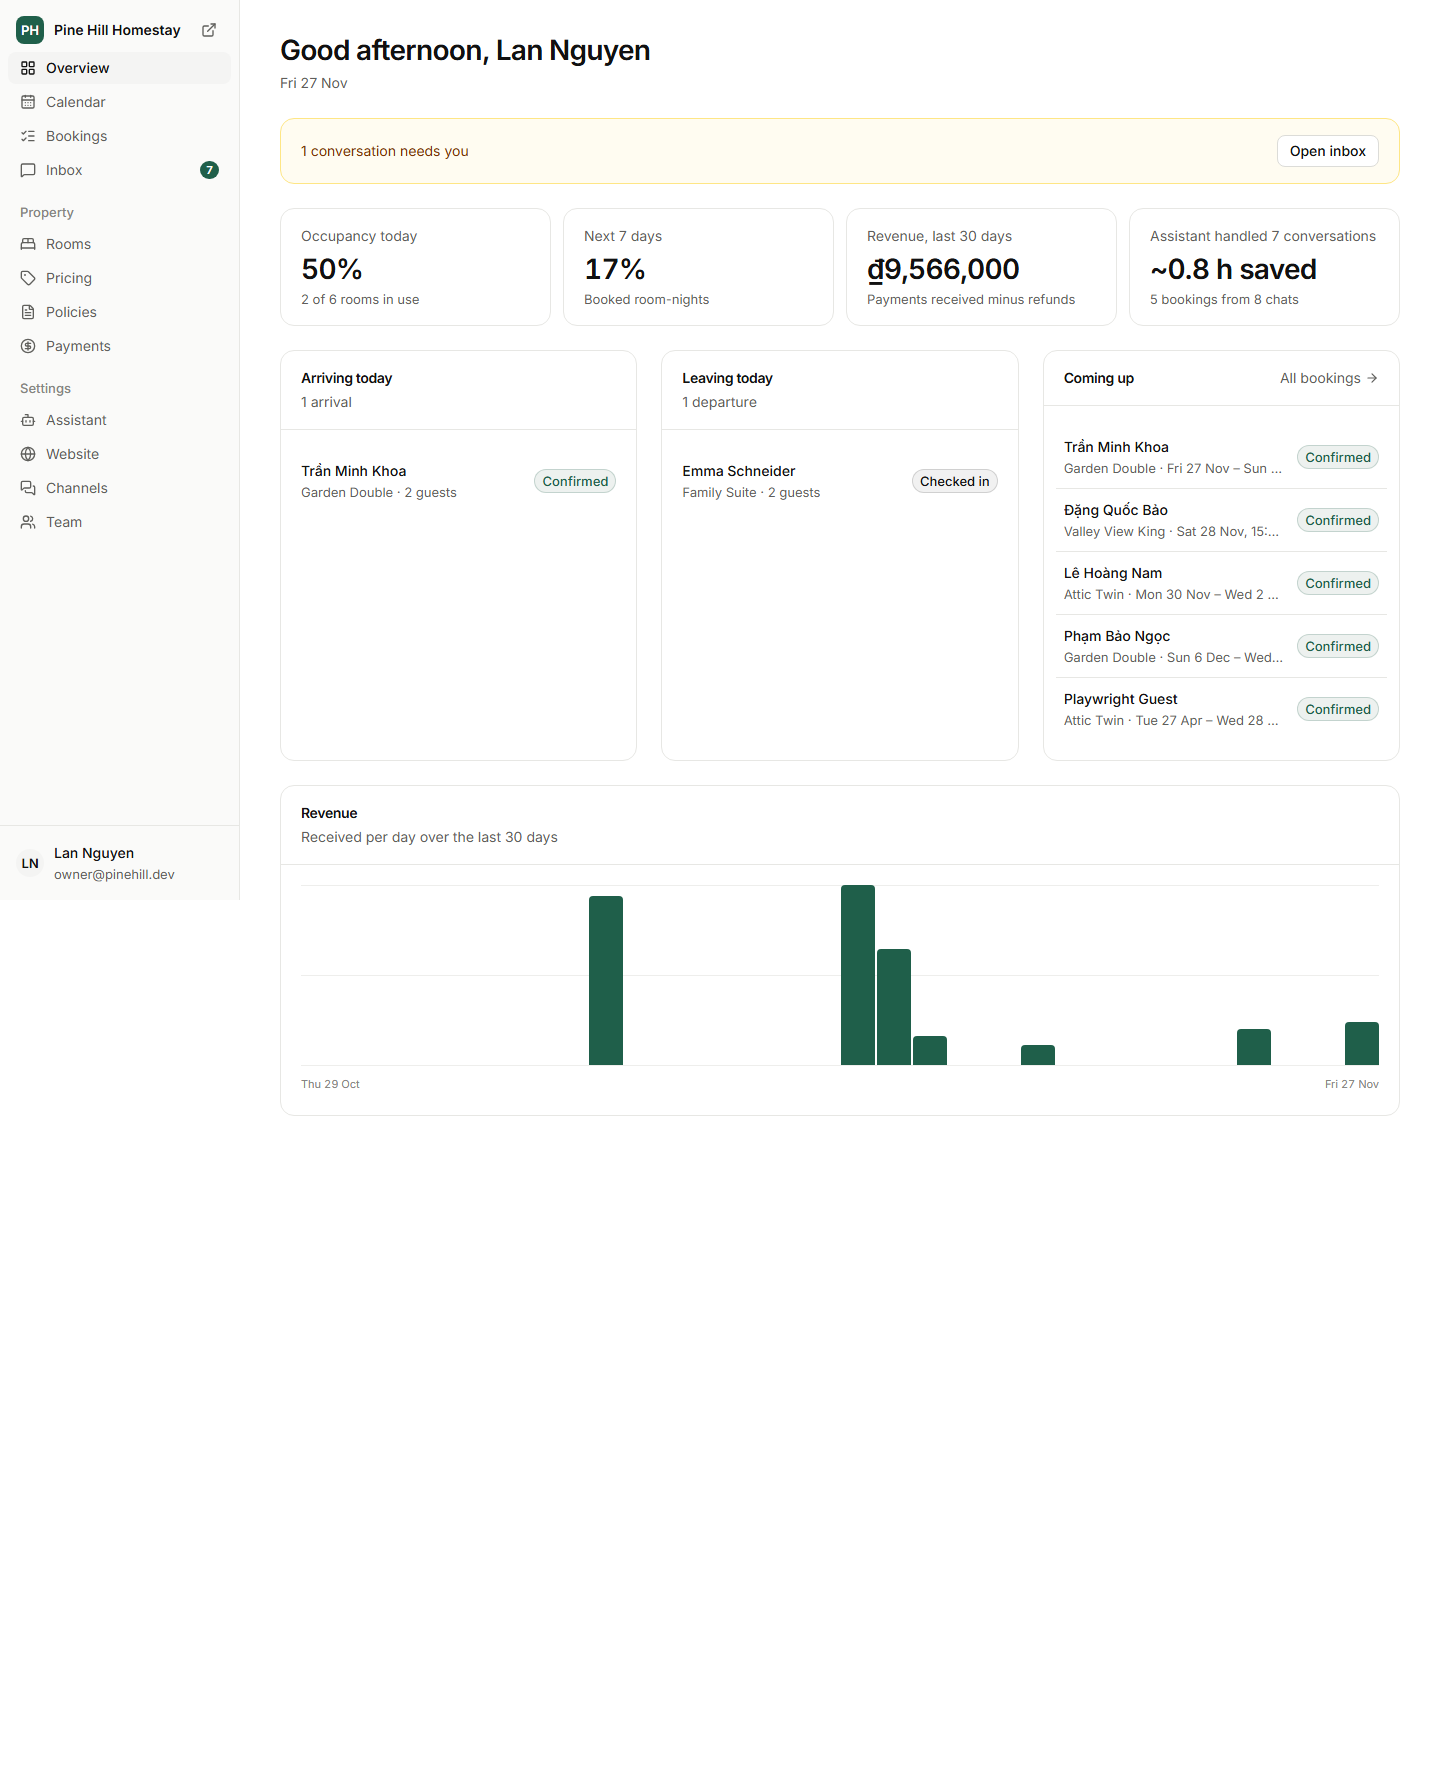 PH
Pine Hill Homestay
Overview
Calendar
Bookings
Inbox
7
Property
Rooms
Pricing
Policies
Payments
Settings
Assistant
Website
Channels
Team
LN
Lan Nguyen
owner@pinehill.dev
Good afternoon, Lan Nguyen
Fri 27 Nov
1 conversation needs you
Open inbox
Occupancy today
50%
2 of 6 rooms in use
Next 7 days
17%
Booked room-nights
Revenue, last 30 days
₫9,566,000
Payments received minus refunds
Assistant handled 7 conversations
~0.8 h saved
5 bookings from 8 chats
Arriving today
1 arrival
Trần Minh Khoa
Confirmed
Garden Double · 2 guests
Leaving today
1 departure
Emma Schneider
Checked in
Family Suite · 2 guests
Coming up
All bookings →
Trần Minh Khoa
Garden Double · Fri 27 Nov – Sun ...
Confirmed
Đặng Quốc Bảo
Valley View King · Sat 28 Nov, 15:...
Confirmed
Lê Hoàng Nam
Attic Twin · Mon 30 Nov – Wed 2 ...
Confirmed
Phạm Bảo Ngọc
Garden Double · Sun 6 Dec – Wed...
Confirmed
Playwright Guest
Attic Twin · Tue 27 Apr – Wed 28 ...
Confirmed
Revenue
Received per day over the last 30 days
Thu 29 Oct
Fri 27 Nov